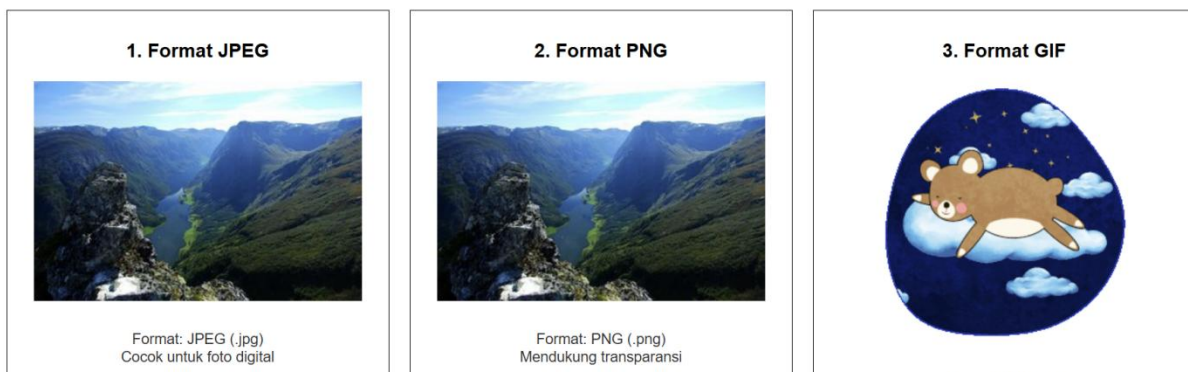 1. Format JPEG
Format: JPEG (.jpg)
Cocok untuk foto digital
2. Format PNG
Format: PNG (.png)
Mendukung transparansi
3. Format GIF